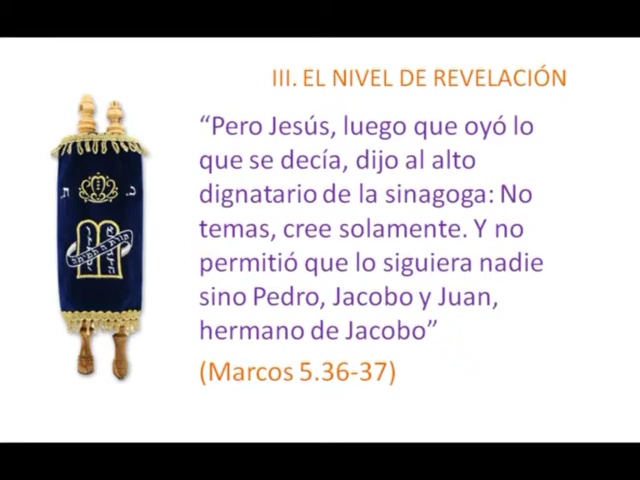 III. EL NIVEL DE REVELACIÓN
“Pero Jesús, luego que oyó lo
que se decía, dijo al alto
dignatario de la sinagoga: No
temas, cree solamente. Y no
permitió que lo siguiera nadie
sino Pedro, Jacobo y Juan,
hermano de Jacobo”
(Marcos 5.36-37)